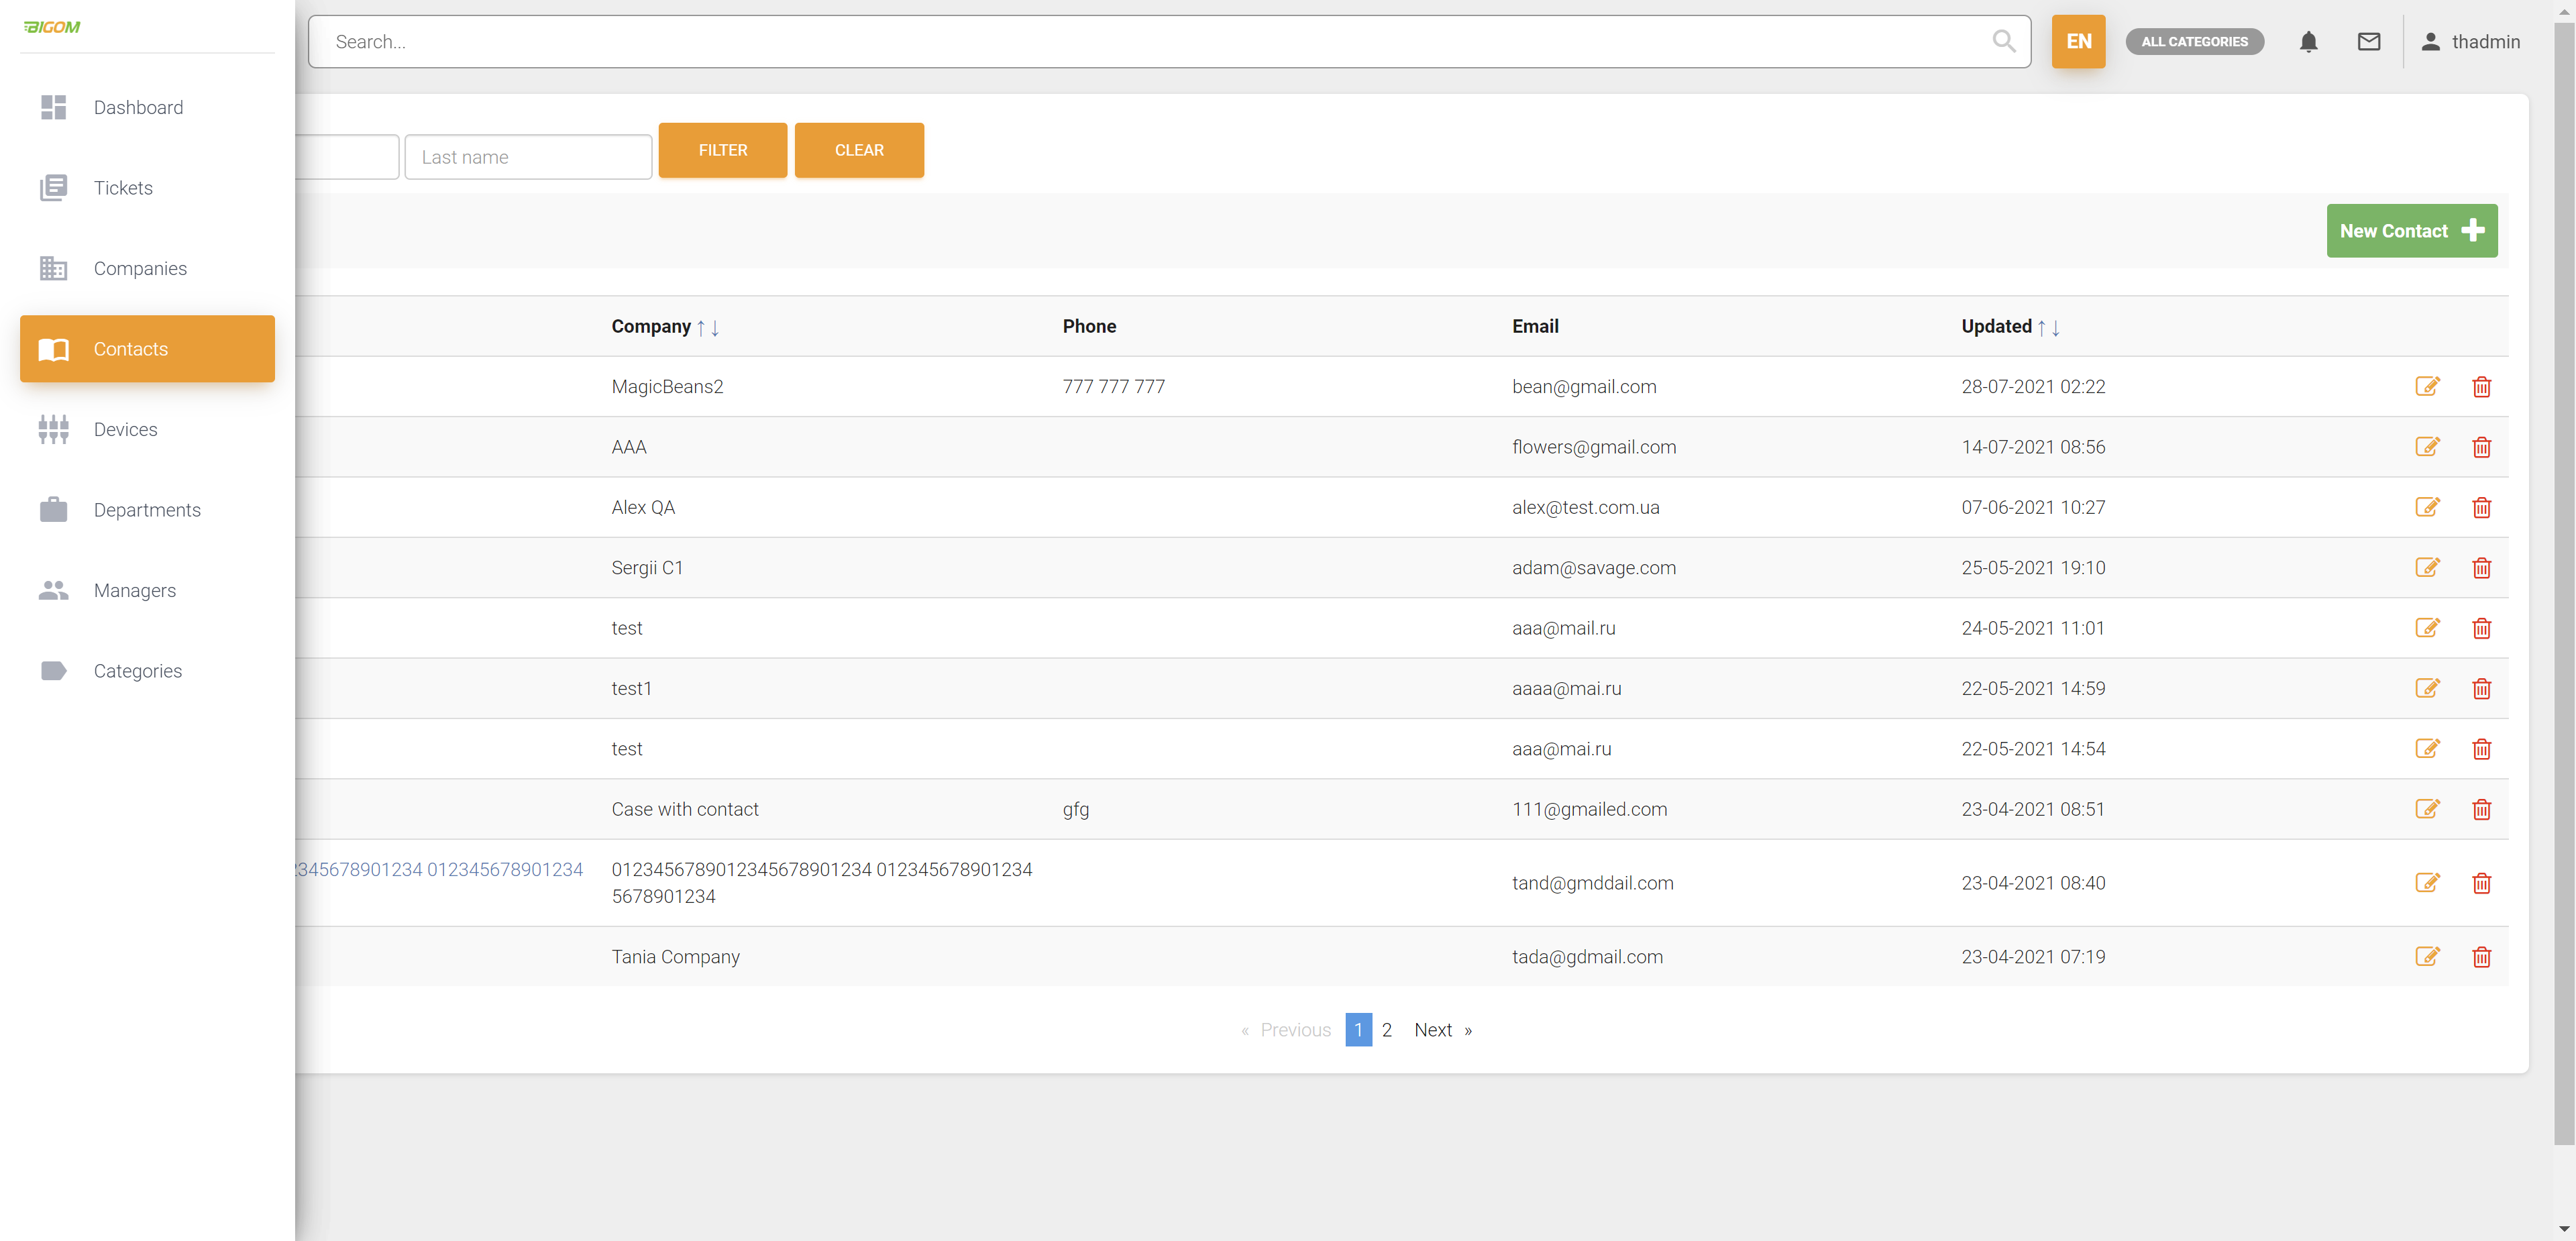 BIGOM
Search...
EN
ALL CATEGORIES
thadmin
Dashboard
Tickets
Companies
Contacts
Devices
Departments
Managers
Categories
Last name
FILTER
CLEAR
New Contact
Company ↑↓ Phone Email Updated ↑↓
MagicBeans2 777 777 777 bean@gmail.com 28-07-2021 02:22
AAA flowers@gmail.com 14-07-2021 08:56
Alex QA alex@test.com.ua 07-06-2021 10:27
Sergii C1 adam@savage.com 25-05-2021 19:10
test aaa@mail.ru 24-05-2021 11:01
test1 aaaa@mai.ru 22-05-2021 14:59
test aaa@mai.ru 22-05-2021 14:54
Case with contact gfg 111@gmailed.com 23-04-2021 08:51
2345678901234 012345678901234 0123456789012345678901234 012345678901234
5678901234 tand@gmddail.com 23-04-2021 08:40
Tania Company tada@gdmail.com 23-04-2021 07:19
« Previous 1 2 Next »